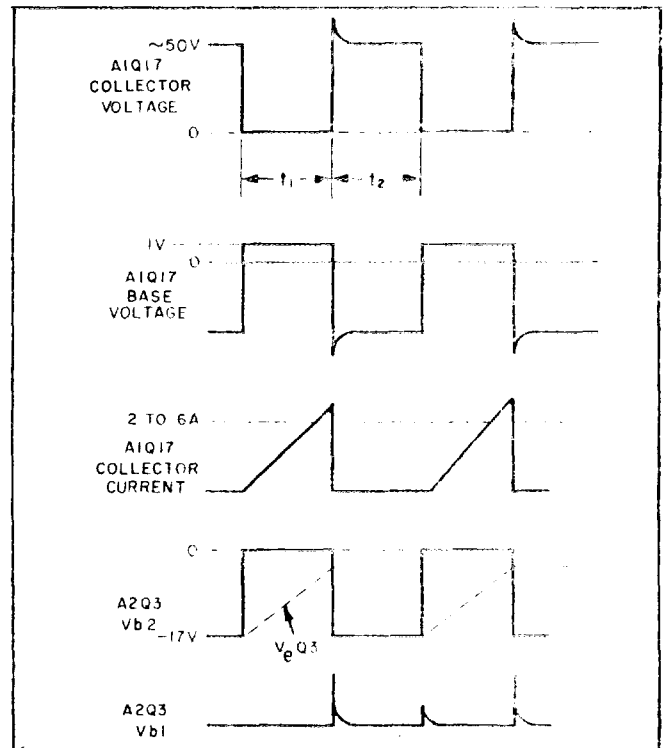 ~50V
A1Q17
COLLECTOR
VOLTAGE
0
t₁
t₂
1V
0
A1Q17
BASE
VOLTAGE
2 TO 6A
A1Q17
COLLECTOR
CURRENT
0
A2Q3
Vb2
-17V
VeQ3
A2Q3
Vb1